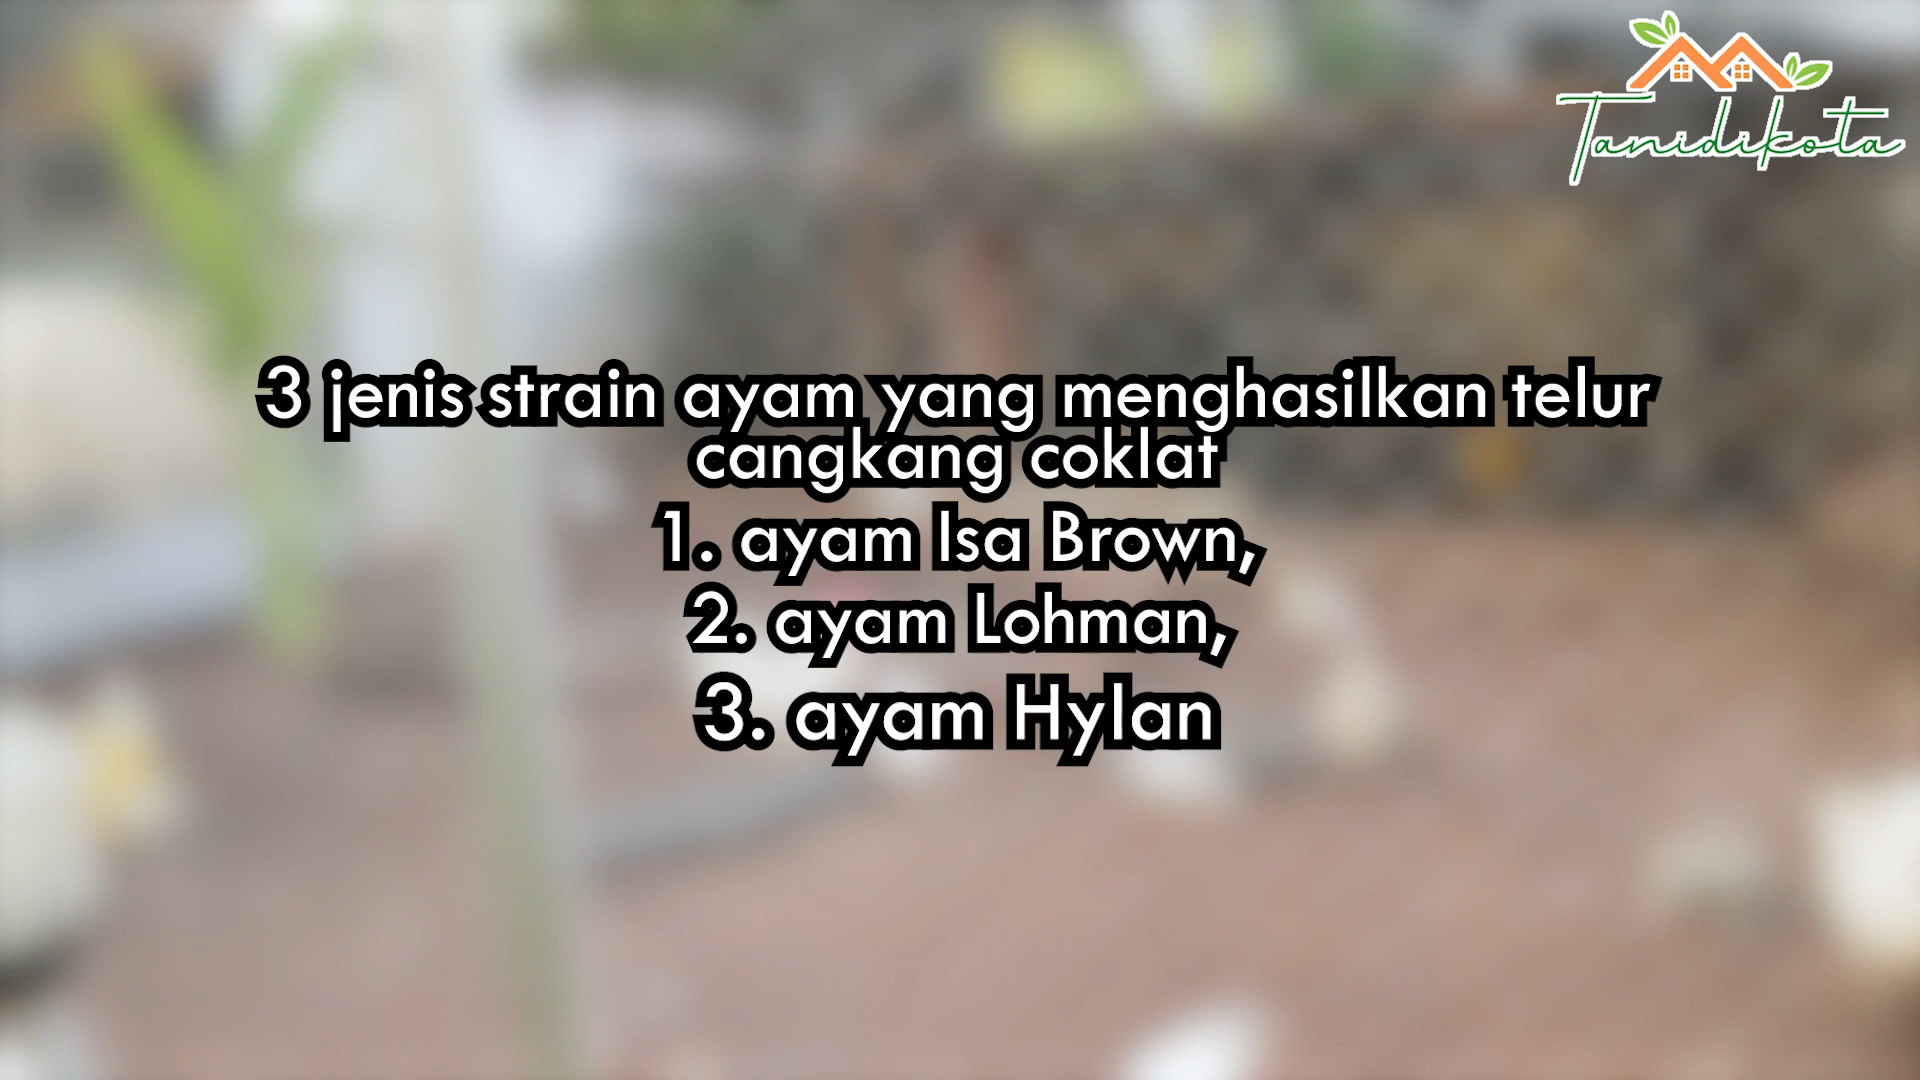 Tanidikota
3 jenis strain ayam yang menghasilkan telur
cangkang coklat
1. ayam Isa Brown,
2. ayam Lohman,
3. ayam Hylan